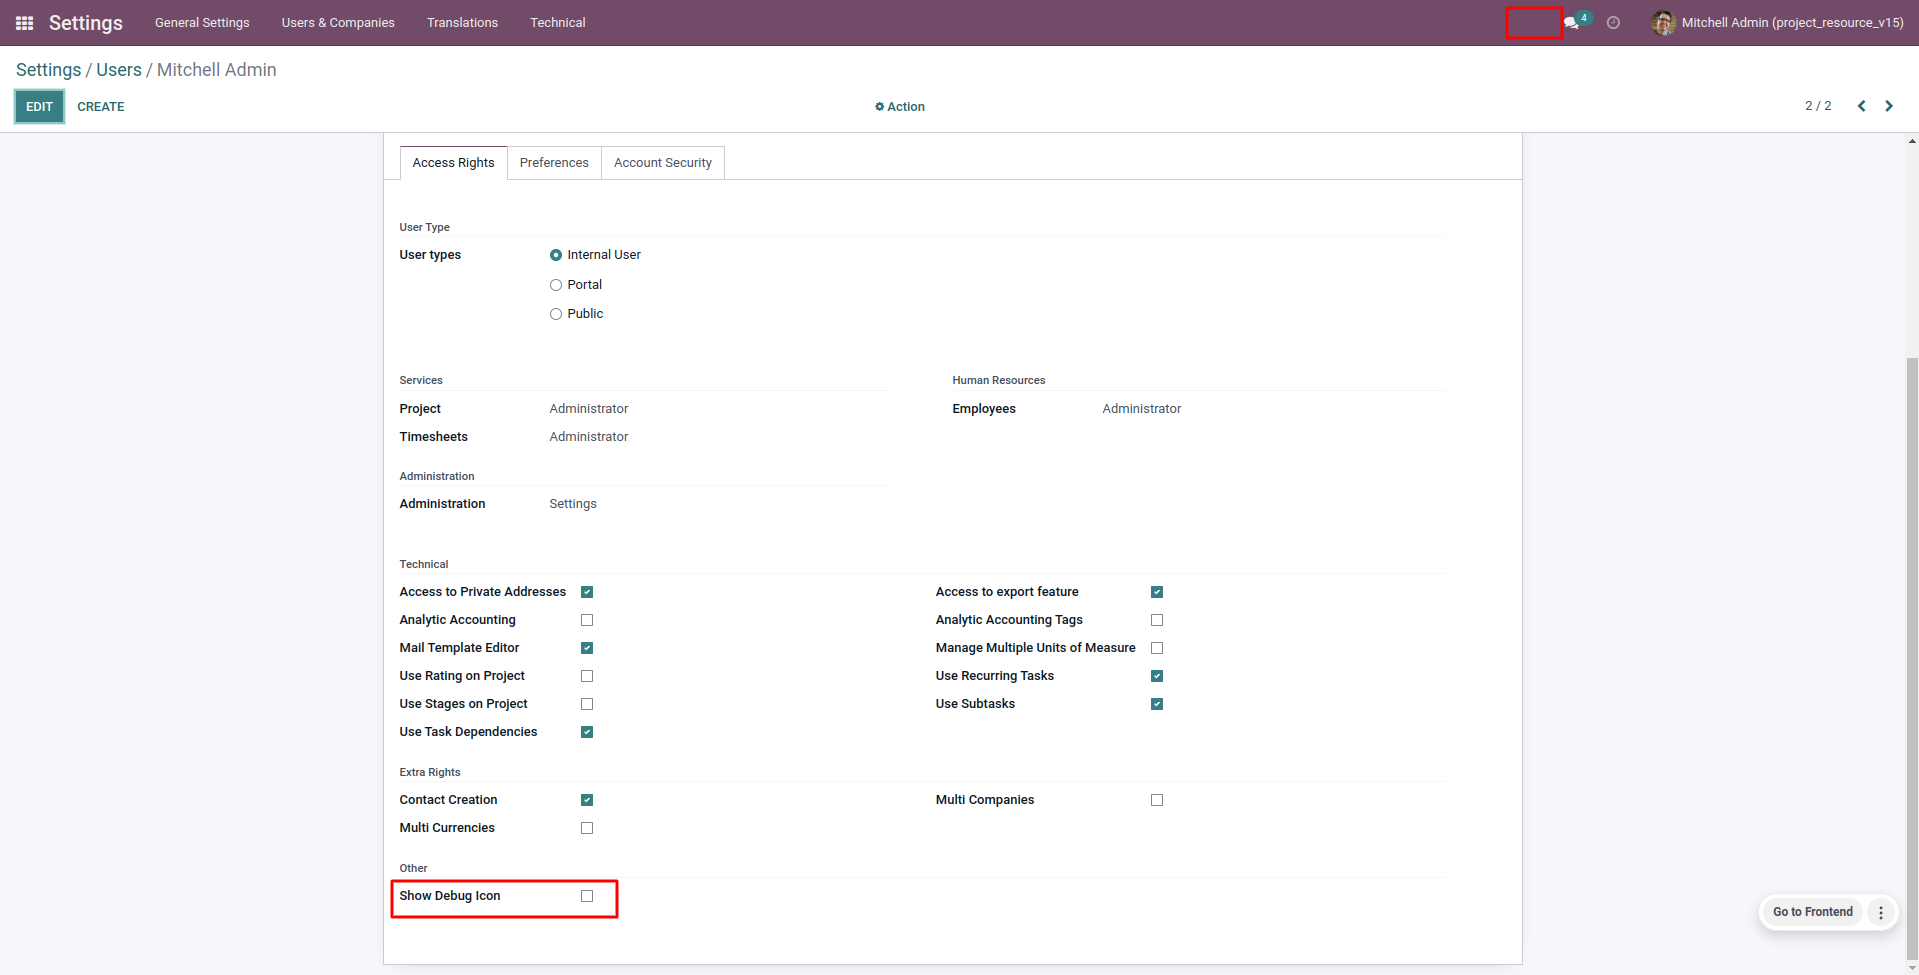 Settings General Settings Users & Companies Translations Technical 4 Mitchell Admin (project_resource_v15)
Settings / Users / Mitchell Admin
EDIT CREATE Action 2 / 2
Access Rights Preferences Account Security
User Type
User types Internal User
Portal
Public
Services Human Resources
Project Administrator Employees Administrator
Timesheets Administrator
Administration
Administration Settings
Technical
Access to Private Addresses Access to export feature
Analytic Accounting Analytic Accounting Tags
Mail Template Editor Manage Multiple Units of Measure
Use Rating on Project Use Recurring Tasks
Use Stages on Project Use Subtasks
Use Task Dependencies
Extra Rights
Contact Creation Multi Companies
Multi Currencies
Other
Show Debug Icon
Go to Frontend